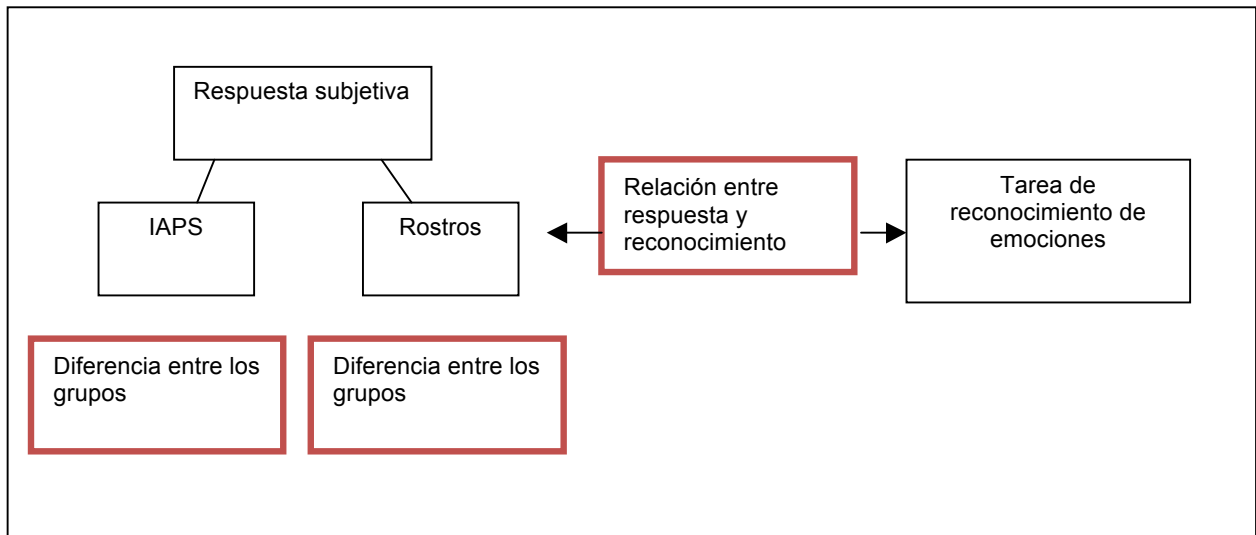 Respuesta subjetiva
IAPS
Rostros
Relación entre
respuesta y
reconocimiento
Tarea de
reconocimiento de
emociones
Diferencia entre los
grupos
Diferencia entre los
grupos